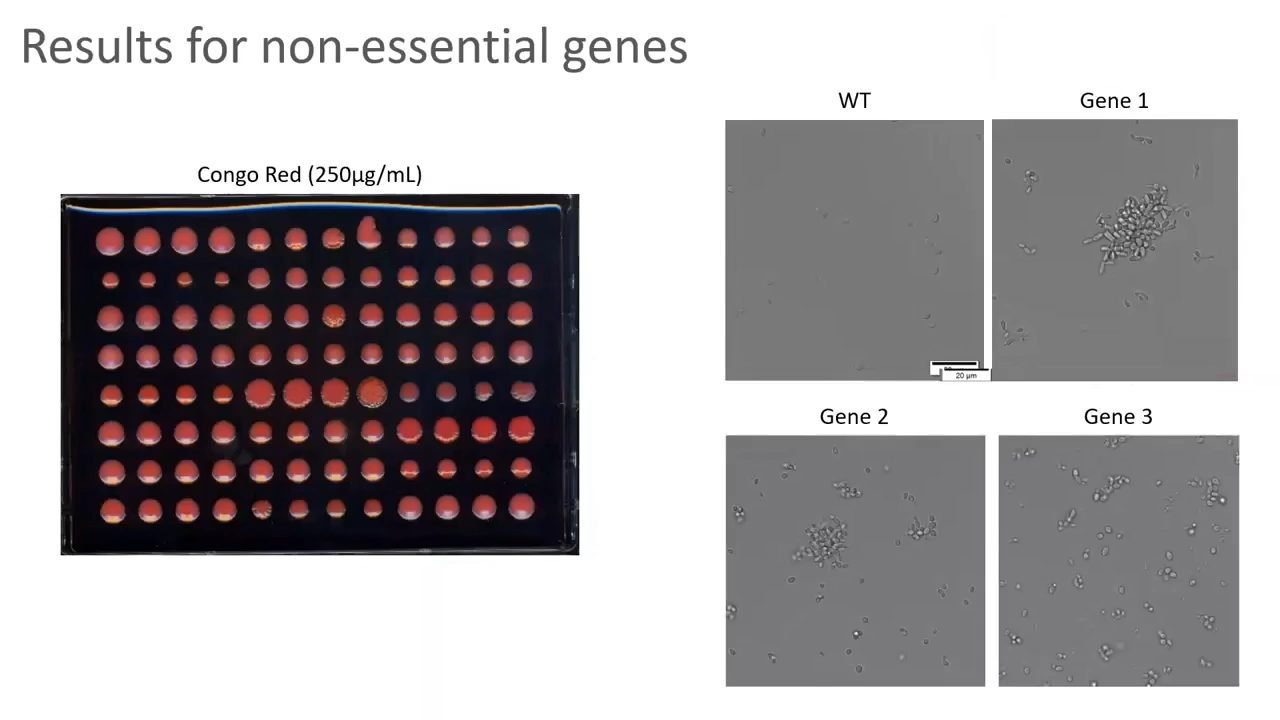 Results for non-essential genes
WT
Gene 1
Congo Red (250µg/mL)
20 µm
Gene 2
Gene 3